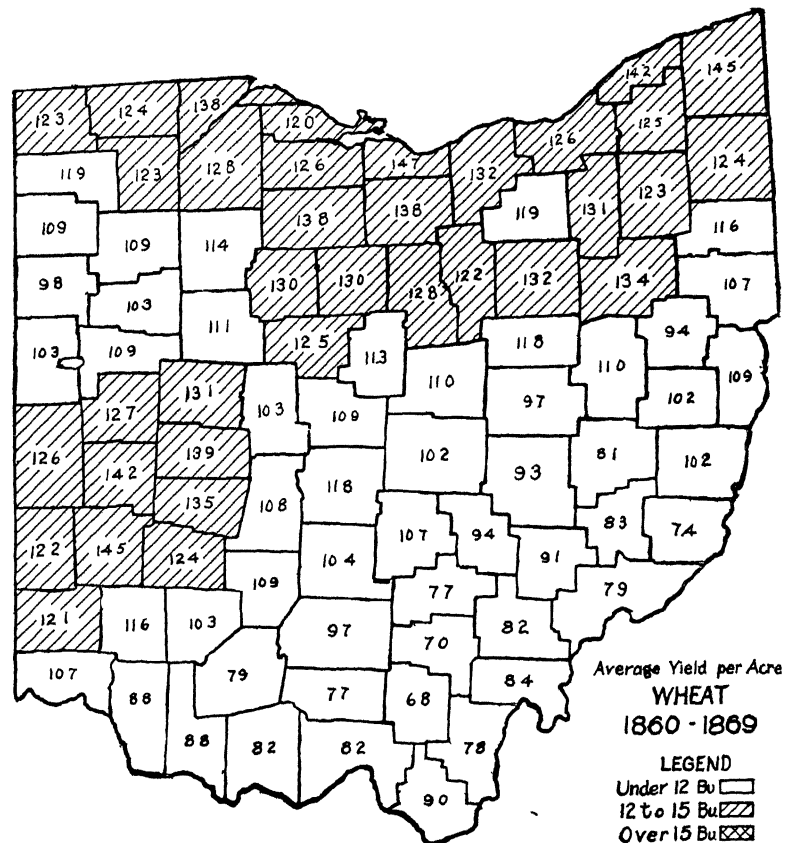 142 145
123 124 138 120 126 125
119 123 128 126 147 132 131 123 124
109 109 114 138 138 119 116
98 103 130 130 128 122 132 134 107
103 109 111 125 113 118 110 94 109
127 131 103 109 110 97 102
126 142 139 118 102 93 81 102
135 108
122 145 124 104 107 94 91 83 74
109 77 79
121 116 103 97 70 82
107 88 79 77 68 84
88 82 82 78
90
Average Yield per Acre
WHEAT
1860 - 1869
LEGEND
Under 12 Bu
12 to 15 Bu
Over 15 Bu